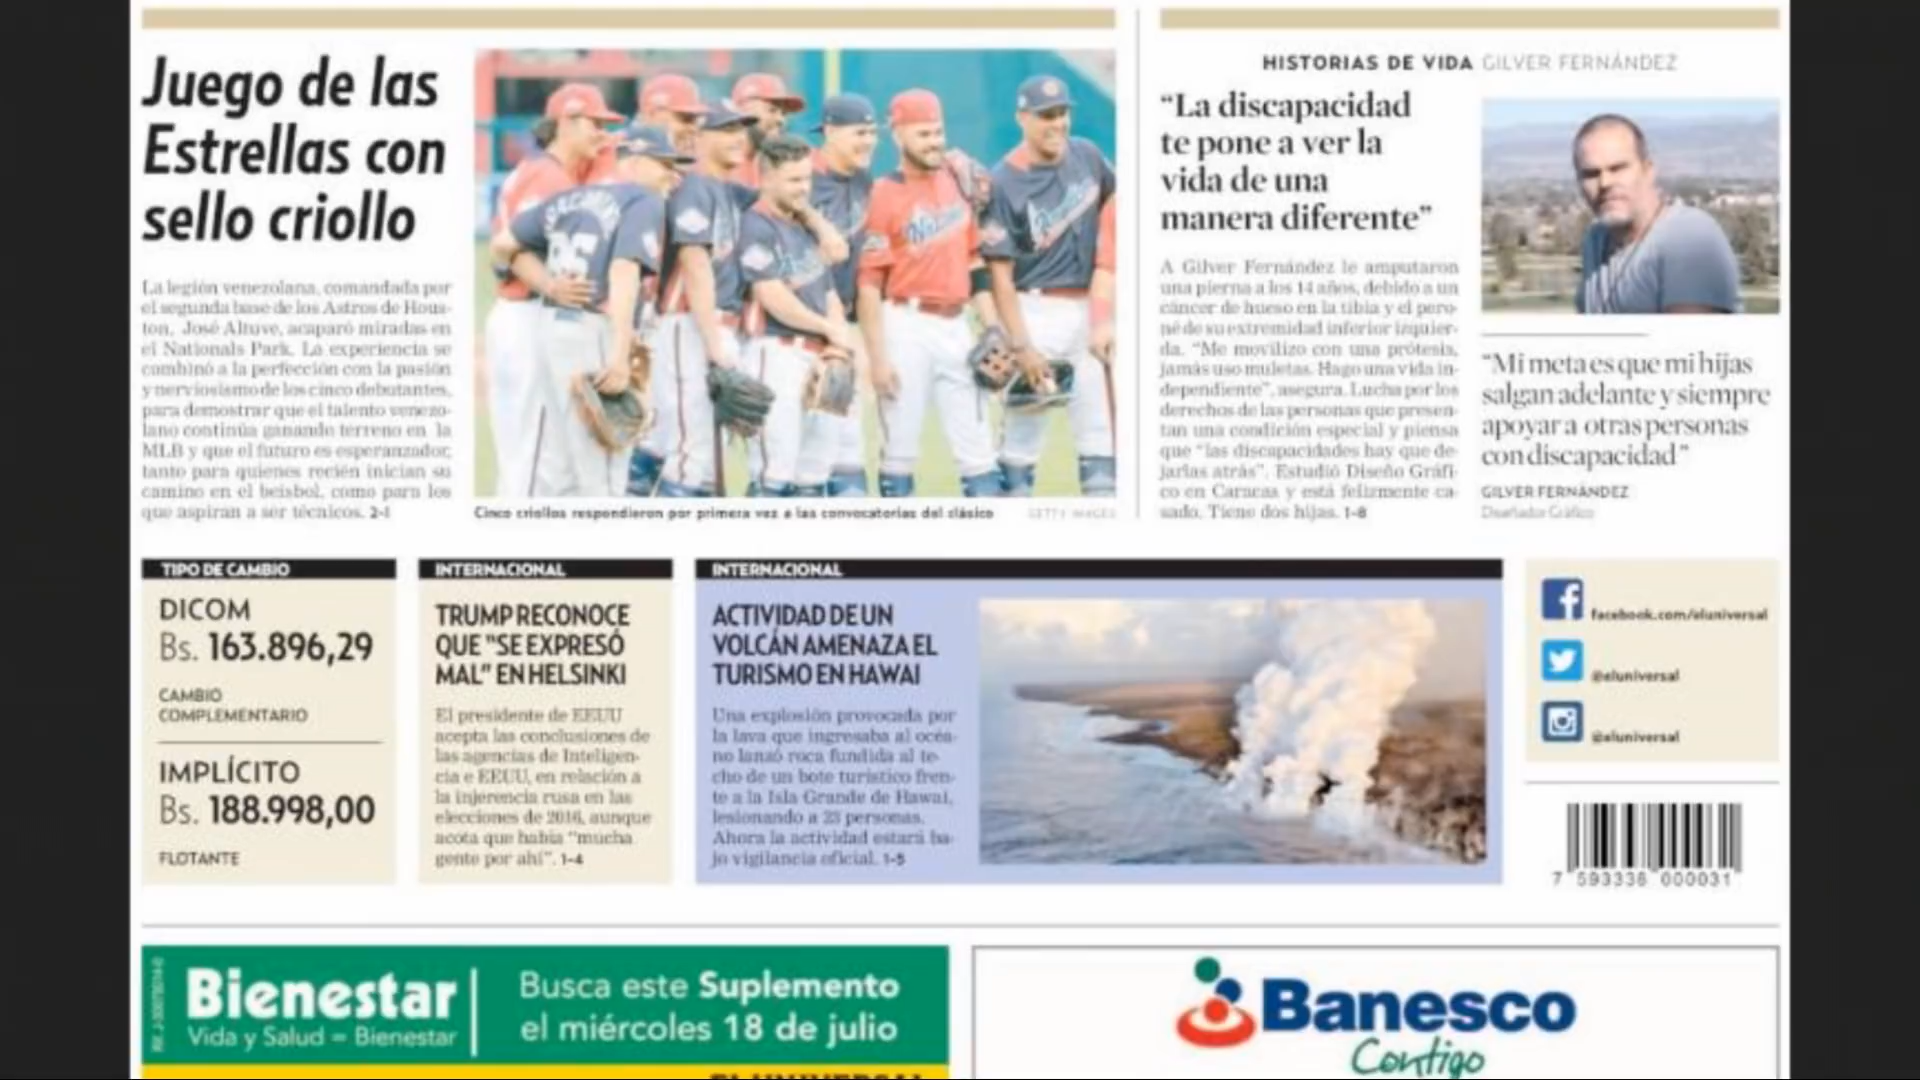 Juego de las
Estrellas con
sello criollo
La legión venezolana, comandada por
el segunda base de los Astros de Hous-
ton, José Altuve, acaparó miradas en
el Nationals Park. La experiencia se
combinó a la perfección con la pasión
y nerviosismo de los cinco debutantes,
para demostrar que el talento venezo-
lano continúa ganando terreno en la
MLB y que el futuro es esperanzador,
tanto para quienes recién inician su
camino en el beisbol, como para los
que aspiran a ser técnicos. 2-1
Cinco criollos respondieron por primera vez a las convocatorias del clásico
GETTY IMAGES
HISTORIAS DE VIDA GILVER FERNÁNDEZ
“La discapacidad
te pone a ver la
vida de una
manera diferente”
A Gilver Fernández le amputaron
una pierna a los 14 años, debido a un
cáncer de hueso en la tibia y el pero-
né de su extremidad inferior izquier-
da. “Me movilizo con una prótesis,
jamás uso muletas. Hago una vida in-
dependiente”, asegura. Lucha por los
derechos de las personas que presen-
tan una condición especial y piensa
que “las discapacidades hay que de-
jarlas atrás”. Estudió Diseño Gráfi-
co en Caracas y está felizmente ca-
sado. Tiene dos hijas. 1-8
“Mi meta es que mi hijas
salgan adelante y siempre
apoyar a otras personas
con discapacidad”
GILVER FERNÁNDEZ
Diseñador Gráfico
TIPO DE CAMBIO
DICOM
Bs. 163.896,29
CAMBIO
COMPLEMENTARIO
IMPLÍCITO
Bs. 188.998,00
FLOTANTE
INTERNACIONAL
TRUMP RECONOCE
QUE "SE EXPRESÓ
MAL" EN HELSINKI
El presidente de EEUU
acepta las conclusiones de
las agencias de Inteligen-
cia e EEUU, en relación a
la injerencia rusa en las
elecciones de 2016, aunque
acota que había “mucha
gente por ahí”. 1-4
INTERNACIONAL
ACTIVIDAD DE UN
VOLCÁN AMENAZA EL
TURISMO EN HAWAI
Una explosión provocada por
la lava que ingresaba al océa-
no lanzó roca fundida al te-
cho de un bote turístico fren-
te a la Isla Grande de Hawai,
lesionando a 23 personas.
Ahora la actividad estará ba-
jo vigilancia oficial. 1-5
facebook.com/eluniversal
@eluniversal
@eluniversal
7 593336 000031
Bienestar
Vida y Salud = Bienestar
Busca este Suplemento
el miércoles 18 de julio
Banesco
Contigo
EL UNIVERSAL